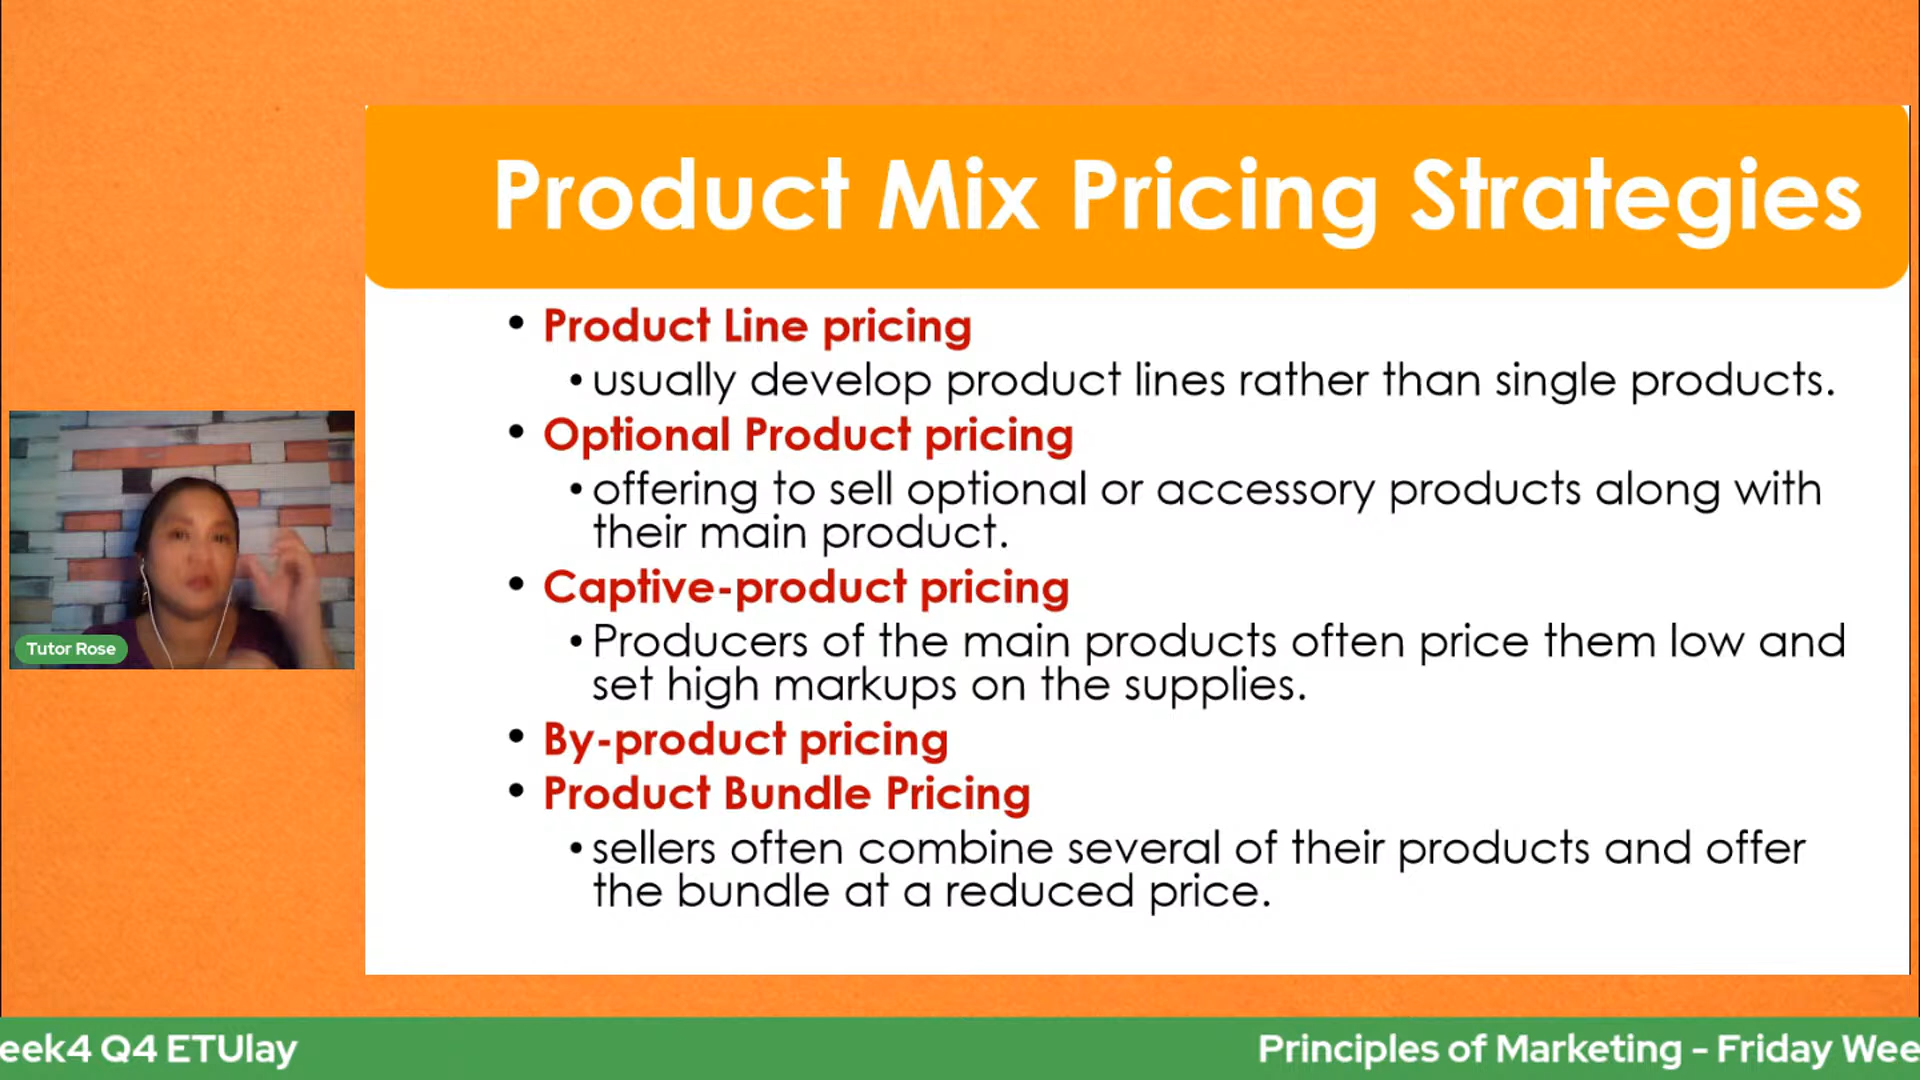 Product Mix Pricing Strategies
• Product Line pricing
• usually develop product lines rather than single products.
• Optional Product pricing
• offering to sell optional or accessory products along with
their main product.
• Captive-product pricing
• Producers of the main products often price them low and
set high markups on the supplies.
• By-product pricing
• Product Bundle Pricing
• sellers often combine several of their products and offer
the bundle at a reduced price.
Tutor Rose
eek4 Q4 ETUlay
Principles of Marketing - Friday Wee